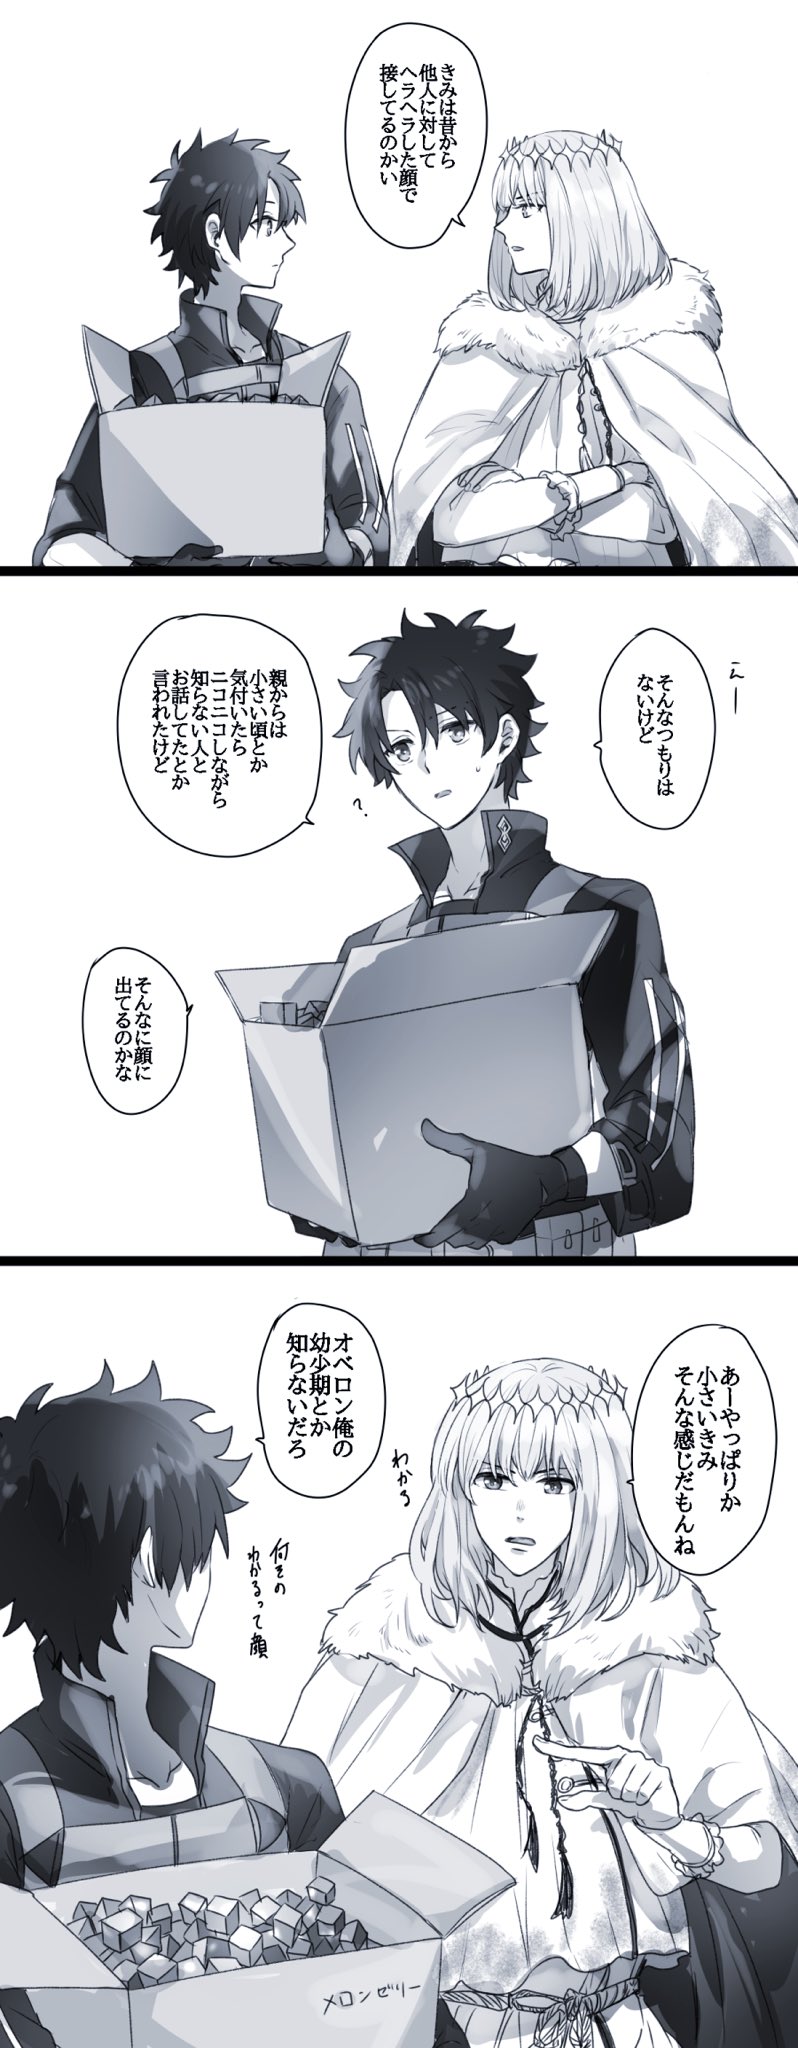 きみは昔から
他人に対して
ヘラヘラした顔で
接してるのかい
えー
そんなつもりは
ないけど
?
親からは
小さい頃とか
気付いたら
ニコニコしながら
知らない人と
お話してたとか
言われたけど
そんなに顔に
出てるのかな
あーやっぱりか
小さいきみ
そんな感じだもんね
わかる
オベロン俺の
幼少期とか
知らないだろ
何その
わかるって顔
メロンゼリー